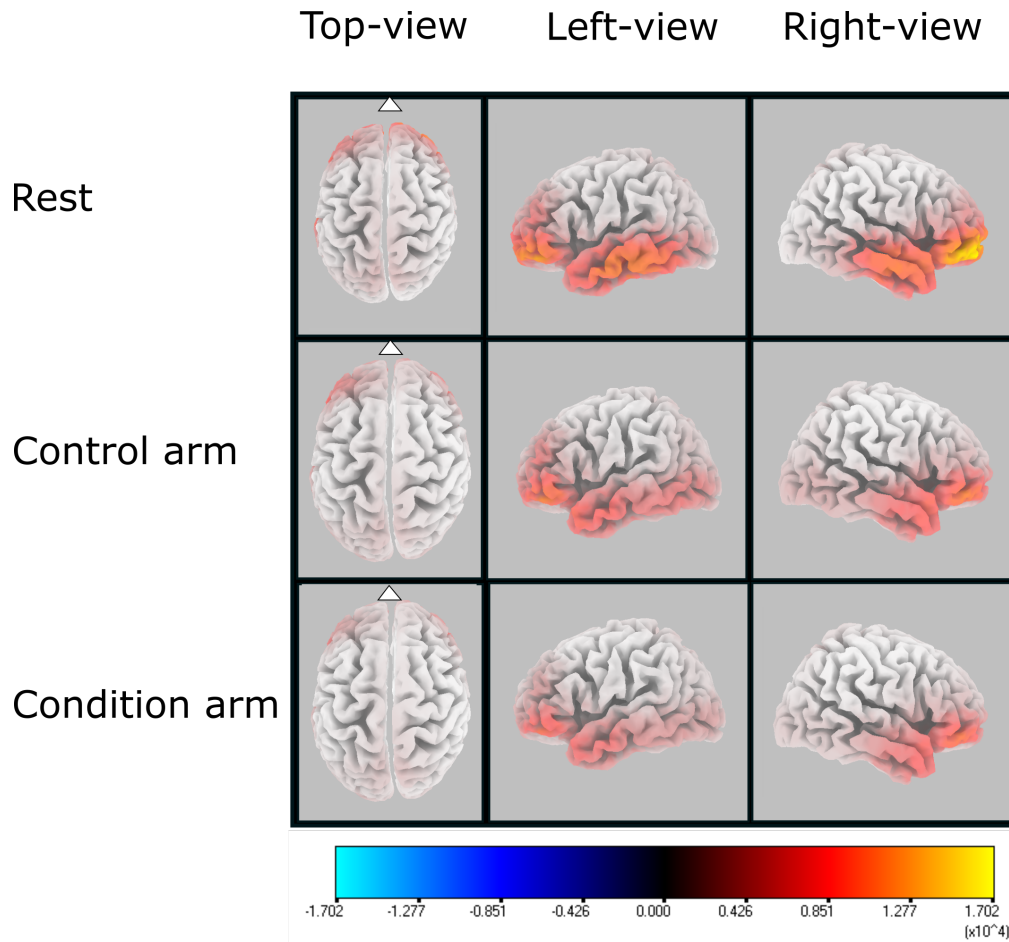 Top-view Left-view Right-view
Rest
Control arm
Condition arm
-1.702 -1.277 -0.851 -0.426 0.000 0.426 0.851 1.277 1.702
(x10^4)